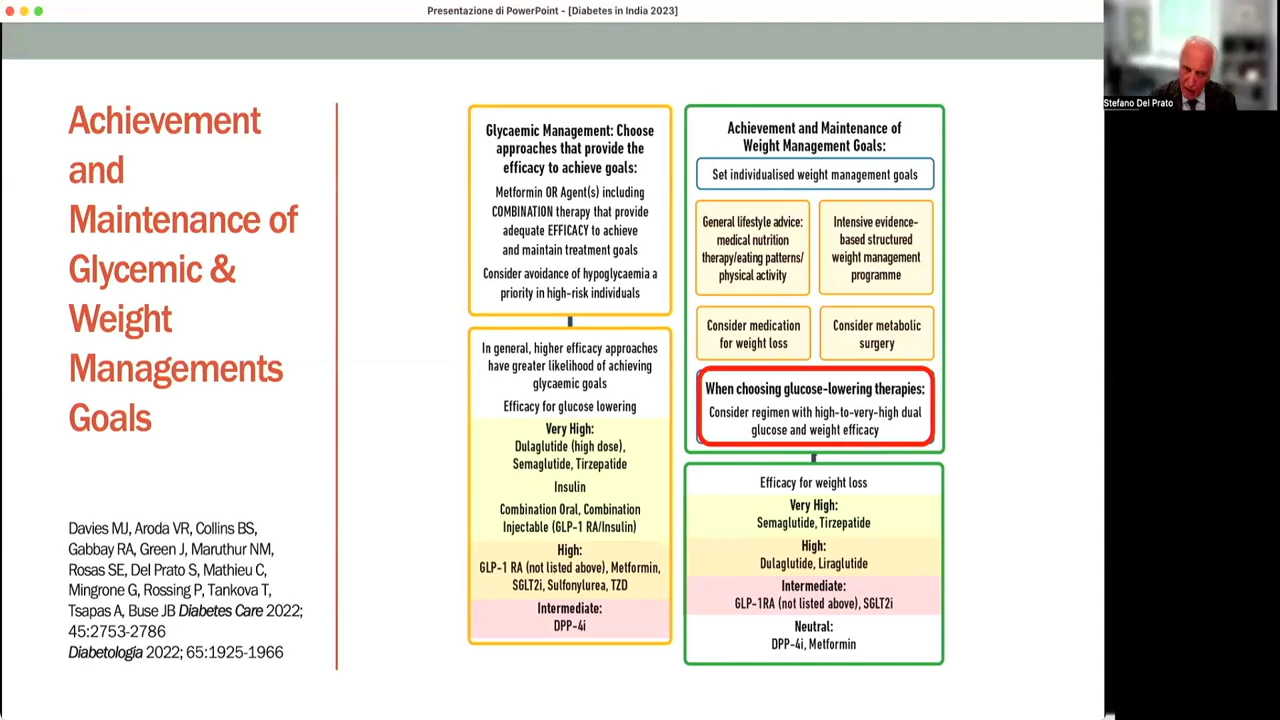 Presentazione di PowerPoint - [Diabetes in India 2023]
Stefano Del Prato
Achievement
and
Maintenance of
Glycemic &
Weight
Managements
Goals
Davies MJ, Aroda VR, Collins BS,
Gabbay RA, Green J, Maruthur NM,
Rosas SE, Del Prato S, Mathieu C,
Mingrone G, Rossing P, Tankova T,
Tsapas A, Buse JB Diabetes Care 2022;
45:2753-2786
Diabetologia 2022; 65:1925-1966
Glycaemic Management: Choose
approaches that provide the
efficacy to achieve goals:
Metformin OR Agent(s) including
COMBINATION therapy that provide
adequate EFFICACY to achieve
and maintain treatment goals
Consider avoidance of hypoglycaemia a
priority in high-risk individuals
In general, higher efficacy approaches
have greater likelihood of achieving
glycaemic goals
Efficacy for glucose lowering
Very High:
Dulaglutide (high dose),
Semaglutide, Tirzepatide
Insulin
Combination Oral, Combination
Injectable (GLP-1 RA/Insulin)
High:
GLP-1 RA (not listed above), Metformin,
SGLT2i, Sulfonylurea, TZD
Intermediate:
DPP-4i
Achievement and Maintenance of
Weight Management Goals:
Set individualised weight management goals
General lifestyle advice:
medical nutrition
therapy/eating patterns/
physical activity
Intensive evidence-
based structured
weight management
programme
Consider medication
for weight loss
Consider metabolic
surgery
When choosing glucose-lowering therapies:
Consider regimen with high-to-very-high dual
glucose and weight efficacy
Efficacy for weight loss
Very High:
Semaglutide, Tirzepatide
High:
Dulaglutide, Liraglutide
Intermediate:
GLP-1RA (not listed above), SGLT2i
Neutral:
DPP-4i, Metformin